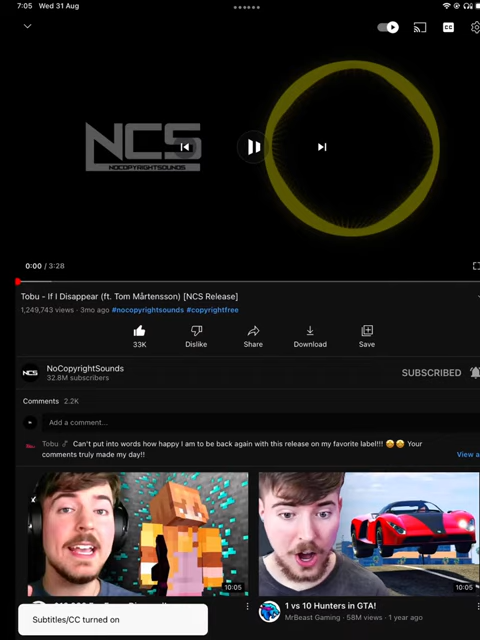 7:05 Wed 31 Aug
CC
NCS
NOCOPYRIGHTSOUNDS
0:00 / 3:28
Tobu - If I Disappear (ft. Tom Mårtensson) [NCS Release]
1,249,743 views · 3mo ago #nocopyrightsounds #copyrightfree
33K Dislike Share Download Save
NCS
NoCopyrightSounds
32.8M subscribers
SUBSCRIBED
Comments 2.2K
Add a comment...
Tobu Can't put into words how happy I am to be back again with this release on my favorite label!!! 🤩🤩 Your
comments truly made my day!!
View a
10:05
10:05
1 vs 10 Hunters in GTA!
MrBeast Gaming · 58M views · 1 year ago
Subtitles/CC turned on